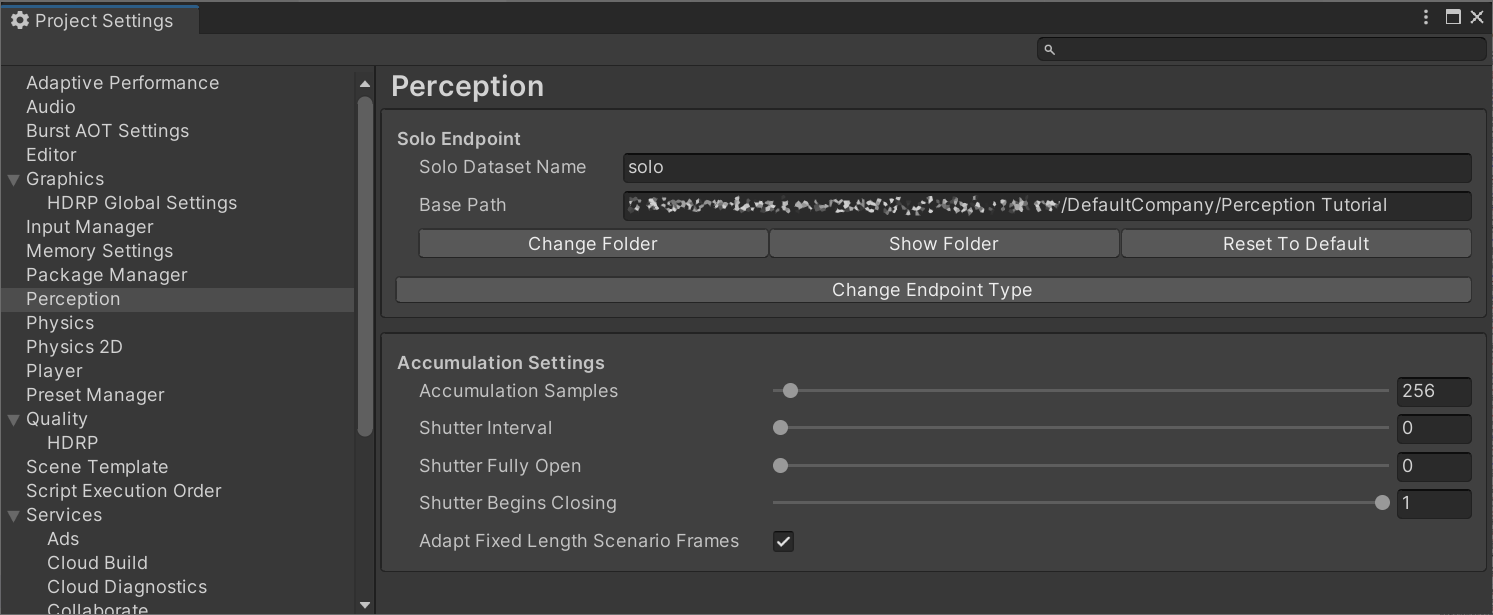 Project Settings
Adaptive Performance
Audio
Burst AOT Settings
Editor
Graphics
HDRP Global Settings
Input Manager
Memory Settings
Package Manager
Perception
Physics
Physics 2D
Player
Preset Manager
Quality
HDRP
Scene Template
Script Execution Order
Services
Ads
Cloud Build
Cloud Diagnostics
Collaborate
Perception
Solo Endpoint
Solo Dataset Name solo
Base Path /DefaultCompany/Perception Tutorial
Change Folder Show Folder Reset To Default
Change Endpoint Type
Accumulation Settings
Accumulation Samples 256
Shutter Interval 0
Shutter Fully Open 0
Shutter Begins Closing 1
Adapt Fixed Length Scenario Frames